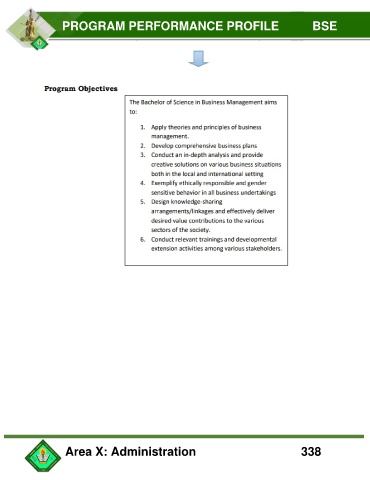 PROGRAM PERFORMANCE PROFILE BSE
Program Objectives
The Bachelor of Science in Business Management aims
to:
1. Apply theories and principles of business
management.
2. Develop comprehensive business plans
3. Conduct an in-depth analysis and provide
creative solutions on various business situations
both in the local and international setting
4. Exemplify ethically responsible and gender
sensitive behavior in all business undertakings
5. Design knowledge-sharing
arrangements/linkages and effectively deliver
desired value contributions to the various
sectors of the society.
6. Conduct relevant trainings and developmental
extension activities among various stakeholders.
Area X: Administration 338